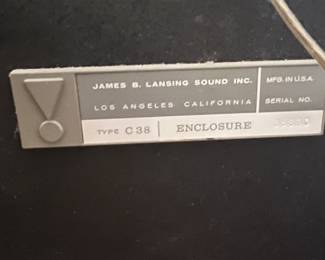 JAMES B. LANSING SOUND INC.
MFG. IN U.S.A.
LOS ANGELES CALIFORNIA
SERIAL NO.
TYPE C38 ENCLOSURE